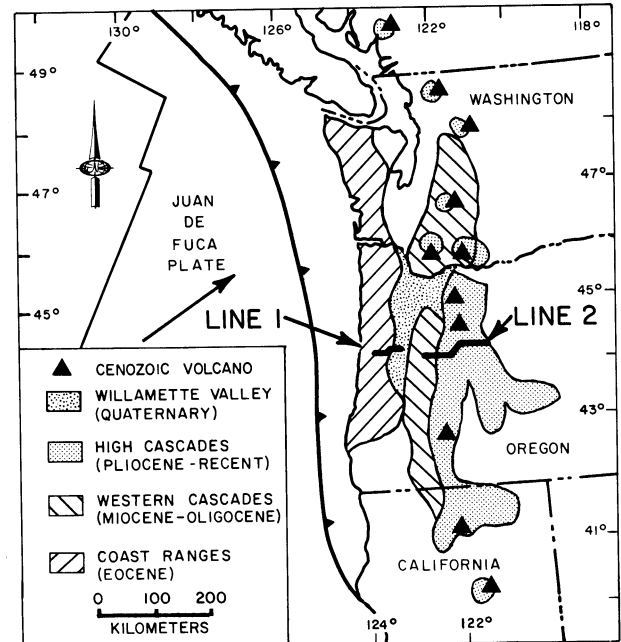 130° 126° 122° 118°
49°
WASHINGTON
47°
47°
JUAN
DE
FUCA
PLATE
45°
45°
LINE 1
LINE 2
CENOZOIC VOLCANO
WILLAMETTE VALLEY
(QUATERNARY)
43°
HIGH CASCADES
(PLIOCENE-RECENT)
OREGON
WESTERN CASCADES
(MIOCENE-OLIGOCENE)
41°
COAST RANGES
(EOCENE)
CALIFORNIA
0 100 200
KILOMETERS
124° 122°